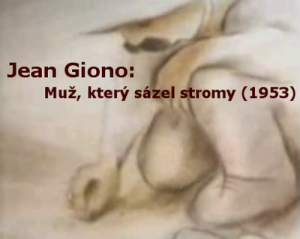 Jean Giono:
Muž, který sázel stromy (1953)